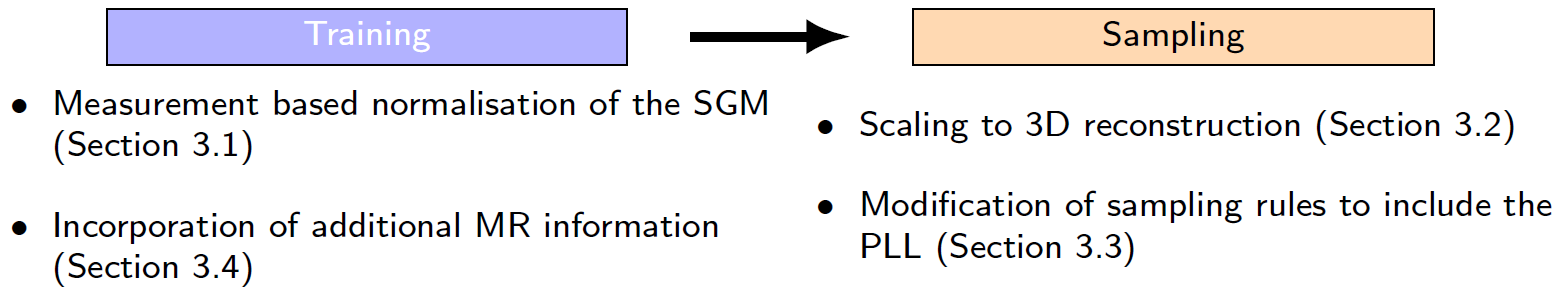 Training
• Measurement based normalisation of the SGM
(Section 3.1)
• Incorporation of additional MR information
(Section 3.4)
Sampling
• Scaling to 3D reconstruction (Section 3.2)
• Modification of sampling rules to include the
PLL (Section 3.3)